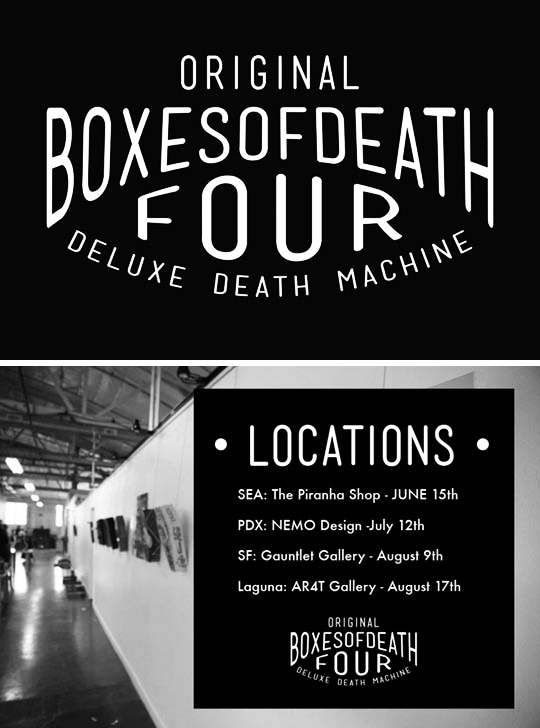 ORIGINAL
BOXESOFDEATH
FOUR
DELUXE DEATH MACHINE
• LOCATIONS •
SEA: The Piranha Shop - JUNE 15th
PDX: NEMO Design -July 12th
SF: Gauntlet Gallery - August 9th
Laguna: AR4T Gallery - August 17th
ORIGINAL
BOXESOFDEATH
FOUR
DELUXE DEATH MACHINE